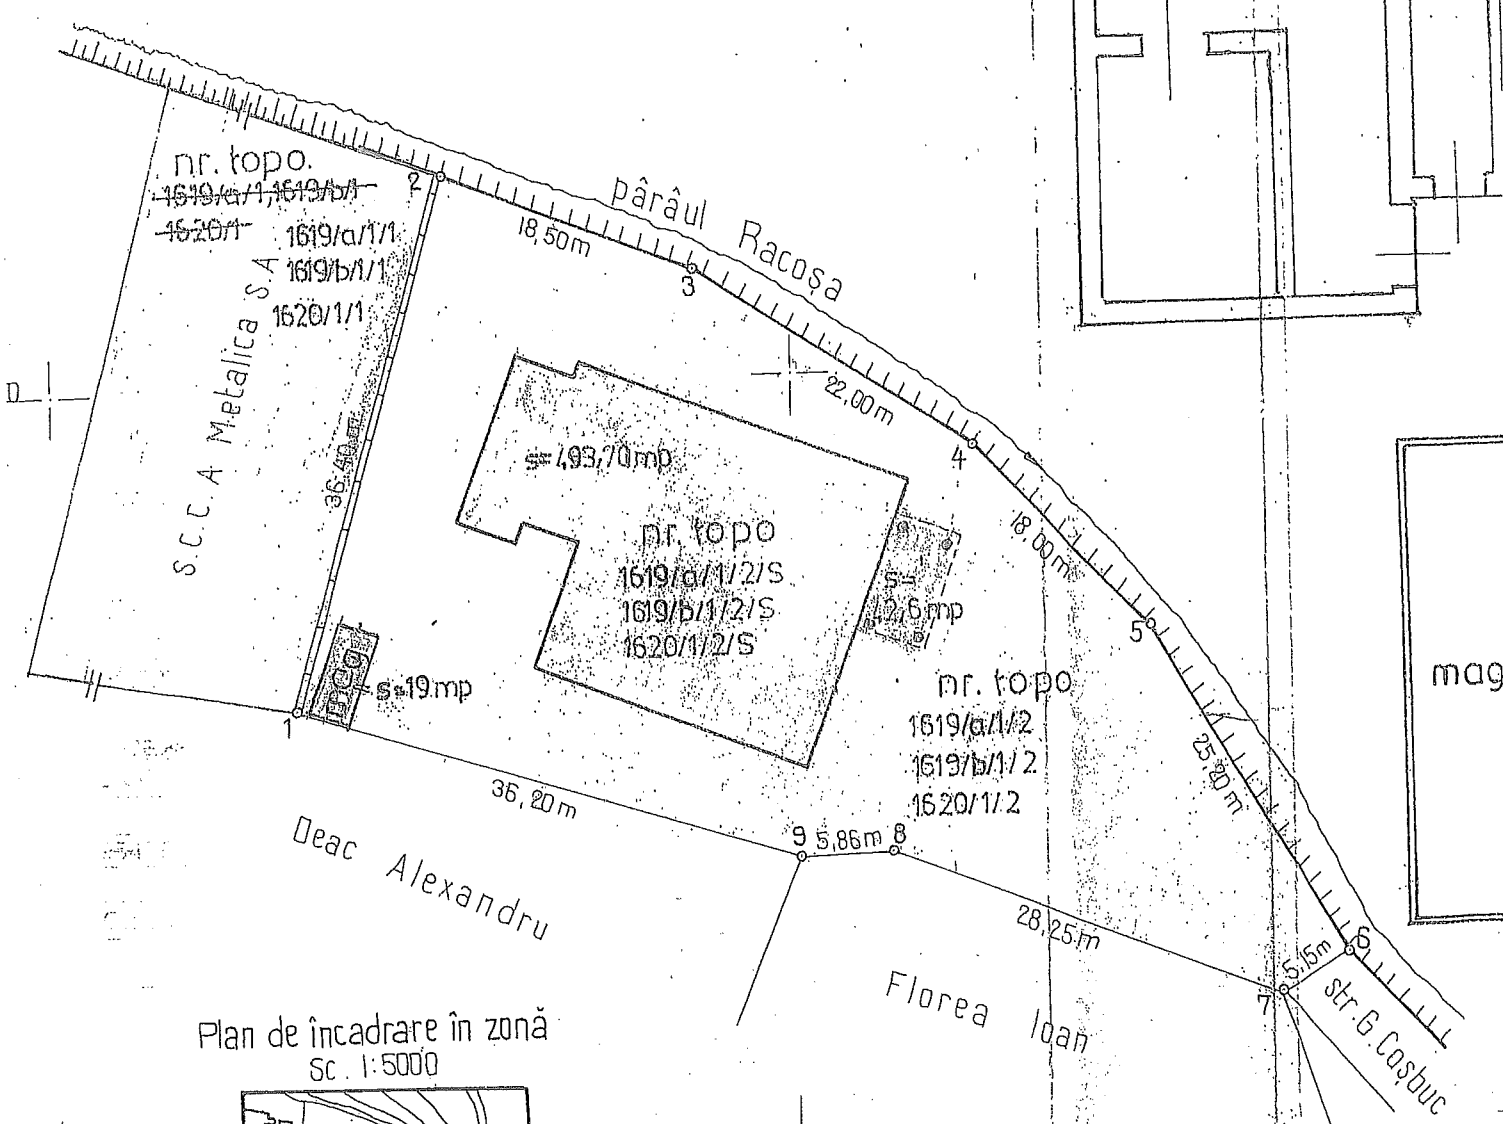 nr. topo.
1619/a/1,1619/b/1
1620/1
1619/a/1/1
1619/b/1/1
1620/1/1
S.C.C.A Metalica S.A
2
18,50m
pârâul Racoșa
3
22,00m
4
18,00m
5
25,20m
6
5,15m
7
str. G. Coșbuc
36,40m
s=493,70mp
nr. topo
1619/a/1/2/S
1619/b/1/2/S
1620/1/2/S
s=
42,6mp
s=19mp
1
nr. topo
1619/a/1/2
1619/b/1/2
1620/1/2
36,20m
9
5,86m
8
28,25m
Deac Alexandru
Florea Ioan
mag
Plan de încadrare în zonă
Sc. 1:5000